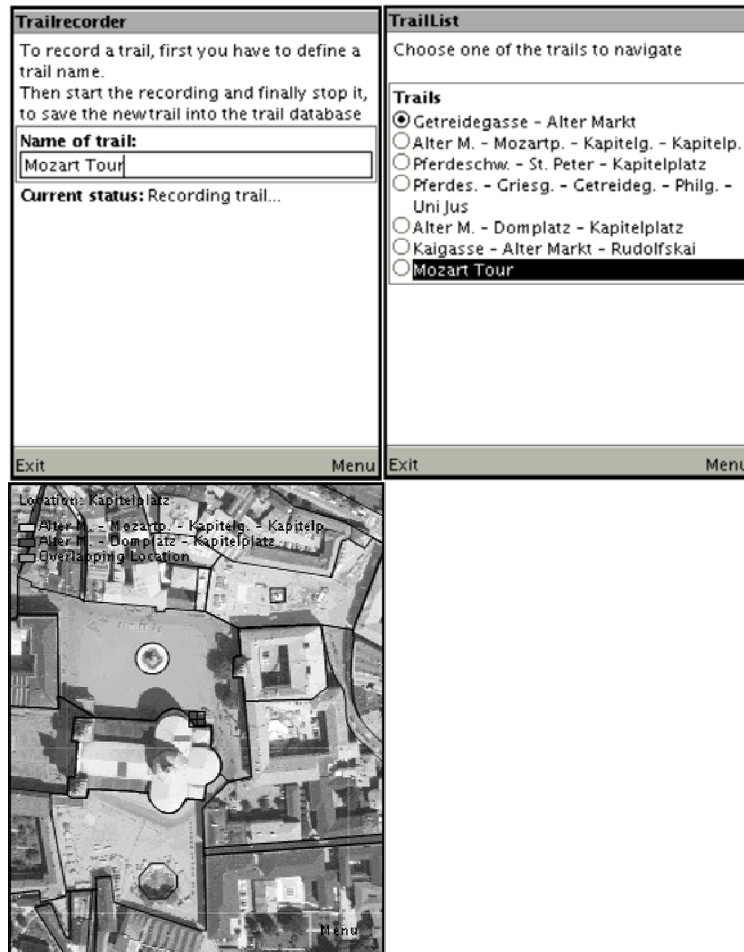 Trailrecorder
To record a trail, first you have to define a
trail name.
Then start the recording and finally stop it,
to save the newtrail into the trail database
Name of trail:
Mozart Tour
Current status: Recording trail...
Exit
Menu
TrailList
Choose one of the trails to navigate
Trails
Getreidegasse - Alter Markt
Alter M. - Mozartp. - Kapitelg. - Kapitelp.
Pferdeschw. - St. Peter - Kapitelplatz
Pferdes. - Griesg. - Getreideg. - Philg. -
Uni Jus
Alter M. - Domplatz - Kapitelplatz
Kaigasse - Alter Markt - Rudolfskai
Mozart Tour
Exit
Menu
Location: Kapitelplatz
Alter M. - Mozartp. - Kapitelg. - Kapitelp.
Alter M. - Domplatz - Kapitelplatz
Overlapping Location
Menu